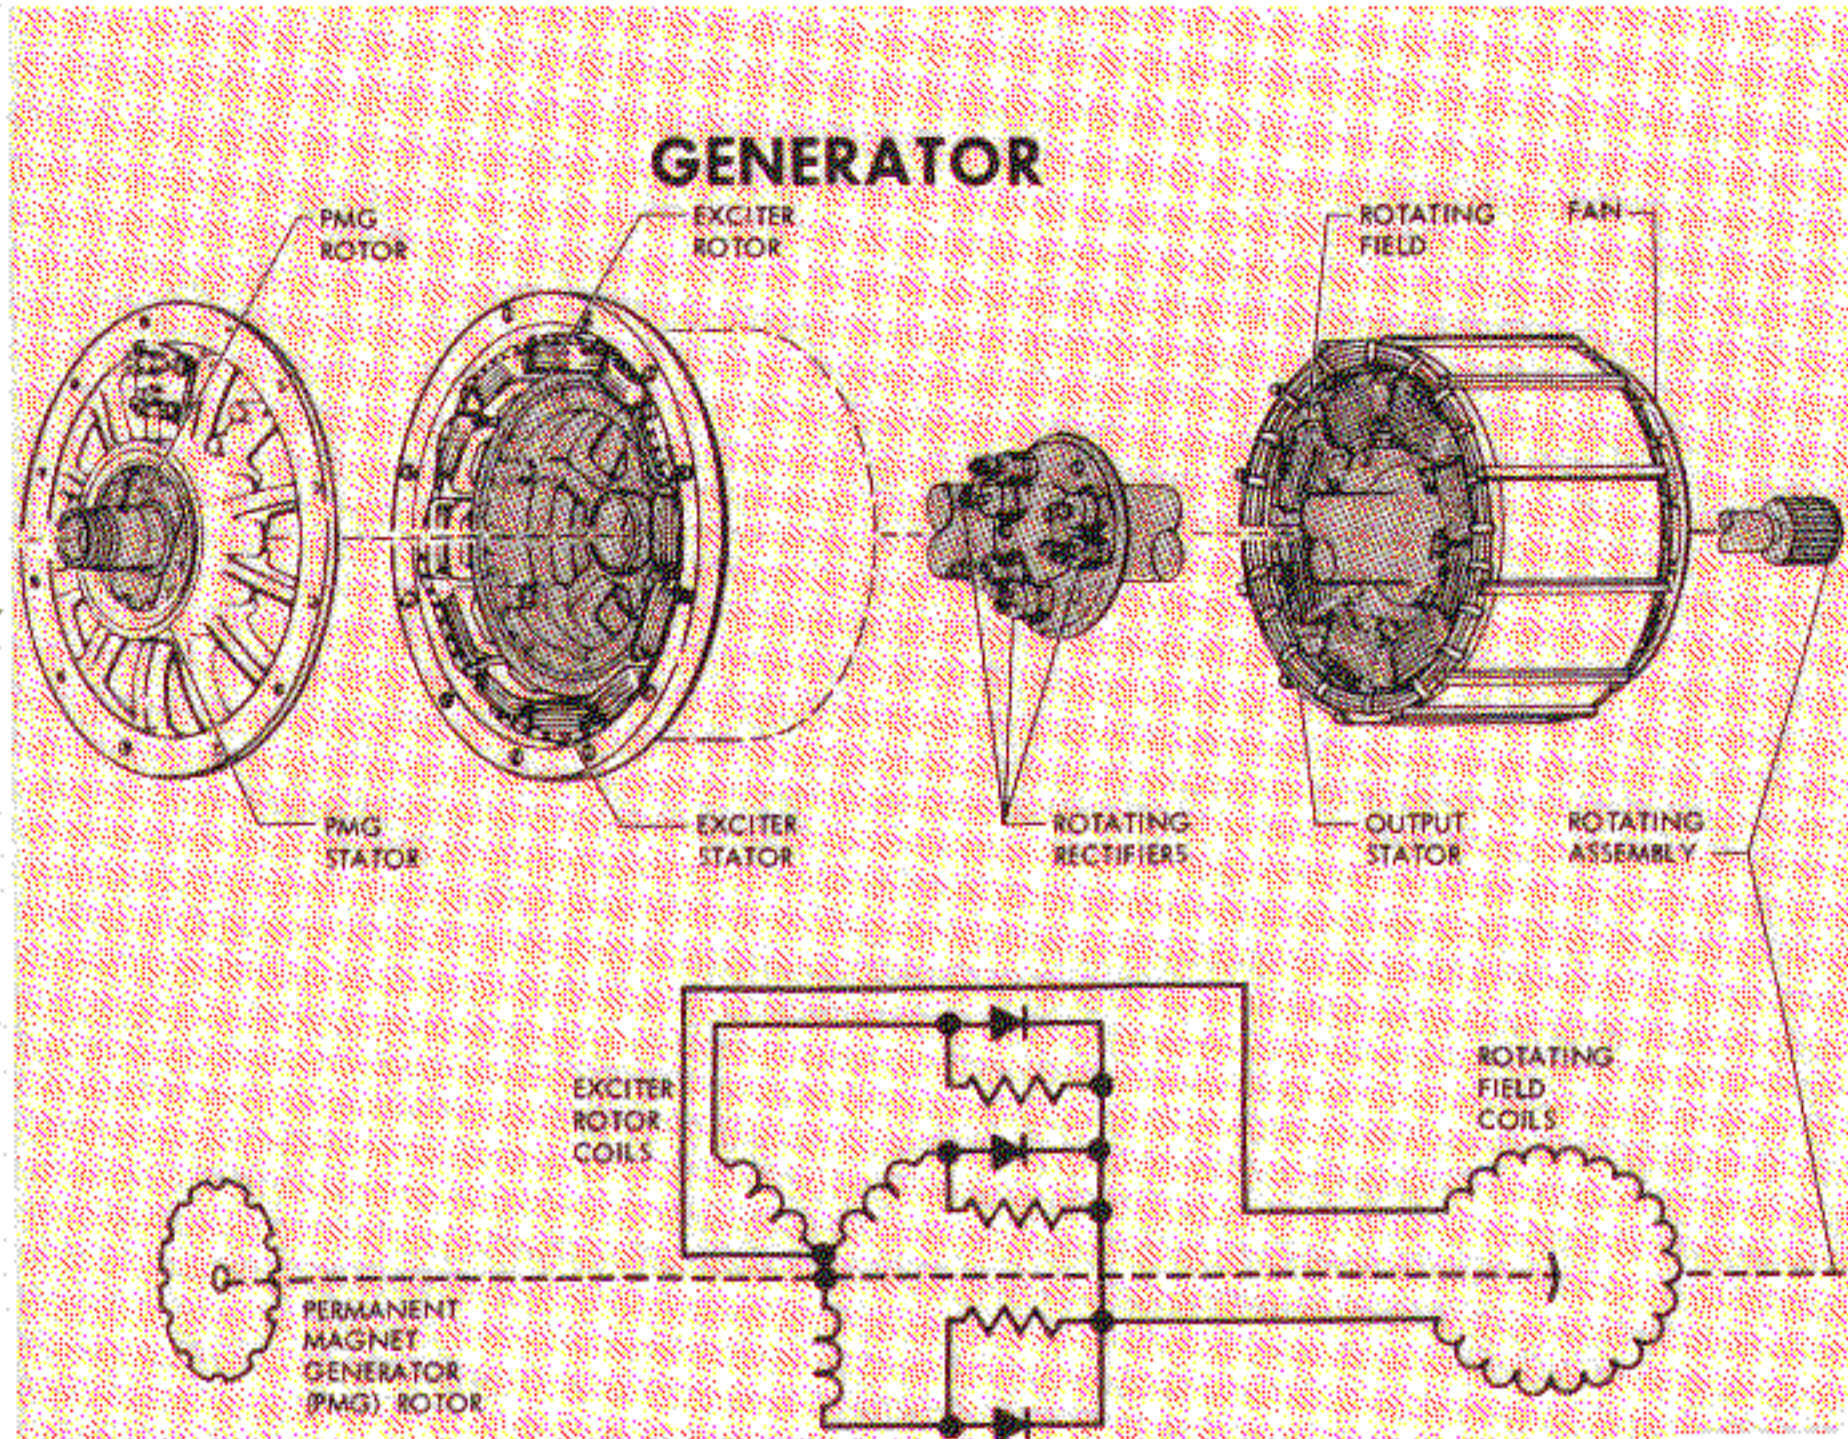 GENERATOR
PMG
ROTOR
EXCITER
ROTOR
ROTATING
FIELD
FAN
PMG
STATOR
EXCITER
STATOR
ROTATING
RECTIFIERS
OUTPUT
STATOR
ROTATING
ASSEMBLY
EXCITER
ROTOR
COILS
ROTATING
FIELD
COILS
PERMANENT
MAGNET
GENERATOR
(PMG) ROTOR